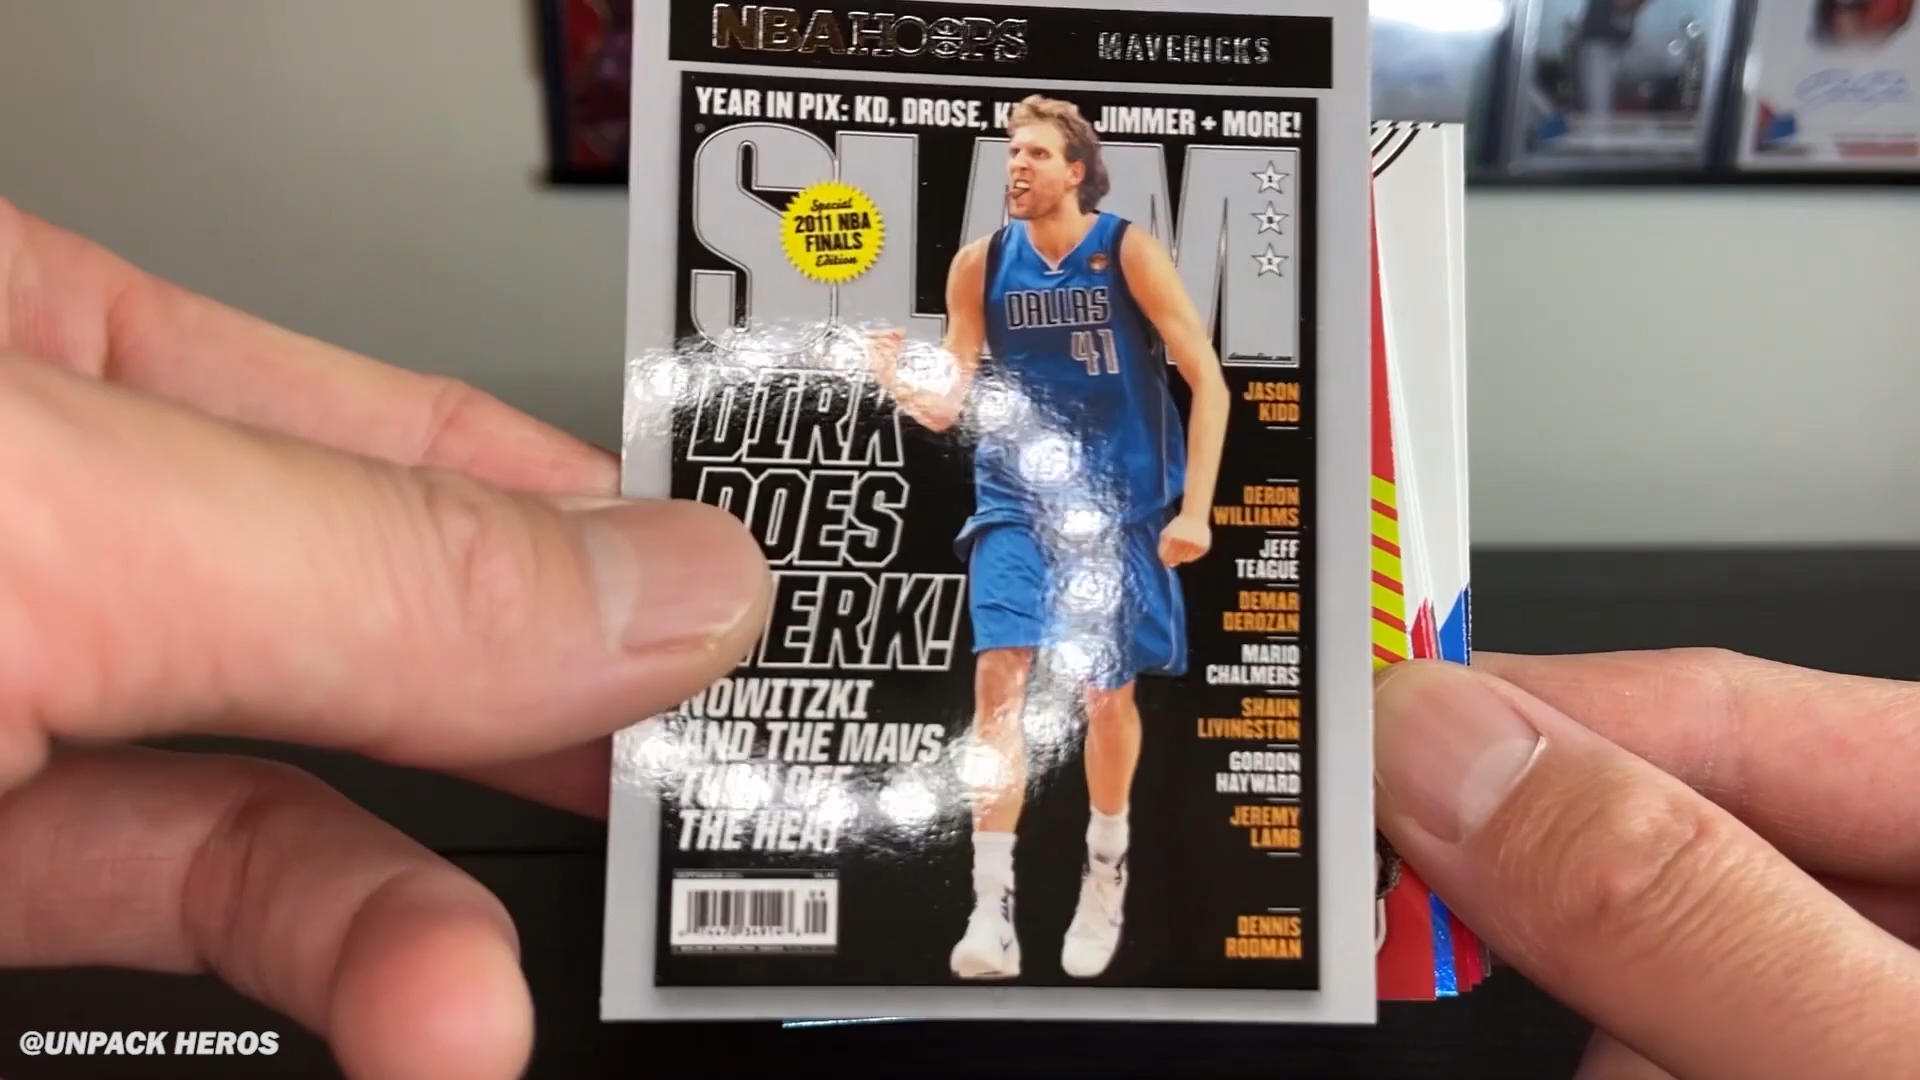 NBA HOOPS MAVERICKS
YEAR IN PIX: KD, DROSE, JIMMER + MORE!
SLAM
Special
2011 NBA
FINALS
Edition
DALLAS
41
DIRK
DOES
ERK!
NOWITZKI
AND THE MAVS
TURN OFF
THE HEAT
JASON
KIDD
DERON
WILLIAMS
JEFF
TEAGUE
DEMAR
DEROZAN
MARIO
CHALMERS
SHAUN
LIVINGSTON
GORDON
HAYWARD
JEREMY
LAMB
DENNIS
RODMAN
@UNPACK HEROS